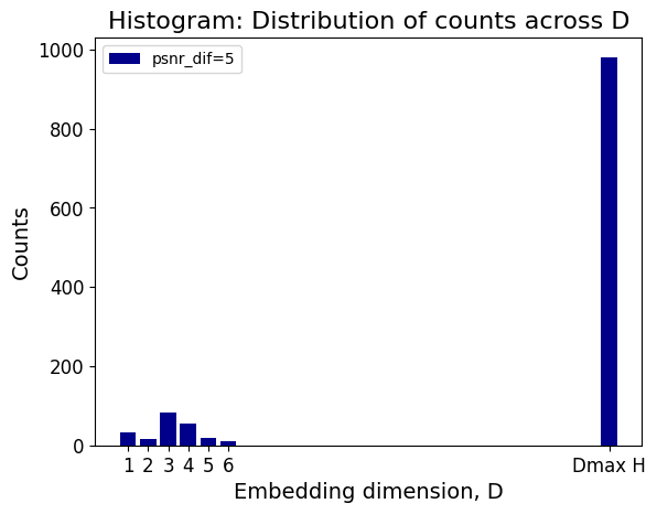 Histogram: Distribution of counts across D
psnr_dif=5
1000
800
600
400
200
0
Counts
1 2 3 4 5 6 Dmax H
Embedding dimension, D